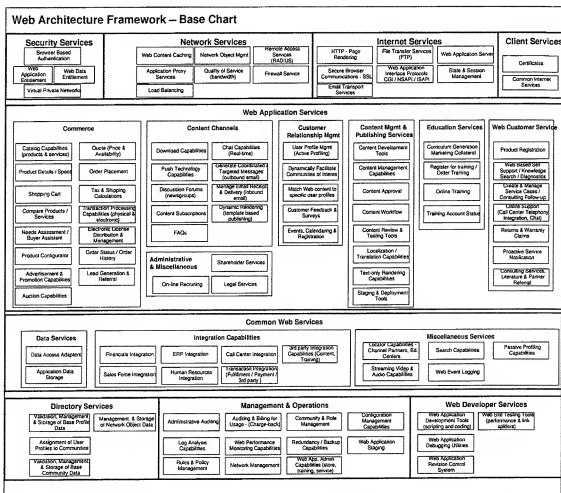 Web Architecture Framework – Base Chart
Security Services
Browser Based
Authentication
Web
Application
Entitlement
Web Data
Entitlement
Virtual Private Networks
Network Services
Web Content Caching
Network Object Mgmt
Remote Access
Services
(RADIUS)
Application Proxy
Services
Quality of Service
(bandwidth)
Firewall Service
Load Balancing
Internet Services
HTTP - Page
Rendering
File Transfer Services
(FTP)
Web Application Server
Secure Browser
Communications - SSL
Web Application
Interface Protocols
CGI / NSAPI / ISAPI
State & Session
Management
Email Transport
Services
Client Services
Certificates
Common Internet
Services
Web Application Services
Commerce
Catalog Capabilities
(products & services)
Quote (Price &
Availability)
Product Details / Specs
Order Placement
Shopping Cart
Tax & Shipping
Calculations
Compare Products /
Services
Transaction Processing
Capabilities (physical &
electronic)
Needs Assessment /
Buyer Assistant
Electronic License
Distribution &
Management
Product Configurator
Order Status / Order
History
Advertisement &
Promotion Capabilities
Lead Generation &
Referral
Auction Capabilities
Content Channels
Download Capabilities
Chat Capabilities
(Real-time)
Push Technology
Capabilities
Generate Coordinated /
Targeted Messages
(outbound email)
Discussion Forums
(newsgroups)
Manage Email Receipt
& Delivery (inbound
email)
Content Subscriptions
Dynamic Rendering
(template based
publishing)
FAQs
Administrative
& Miscellaneous
Shareholder Services
On-line Recruiting
Legal Services
Customer
Relationship Mgmt
User Profile Mgmt
(Active Profiling)
Dynamically Facilitate
Communities of Interest
Match Web content to
specific user profiles
Customer Feedback &
Surveys
Events, Calendaring &
Registration
Content Mgmt &
Publishing Services
Content Development
Tools
Content Management
Capabilities
Content Approval
Content Workflow
Content Review &
Testing Tools
Localization /
Translation Capabilities
Text-only Rendering
Capabilities
Staging & Deployment
Tools
Education Services
Curriculum Generation
Marketing Collateral
Register for training /
Order Training
Online Training
Training Account Status
Web Customer Service
Product Registration
Web Based Self
Support / Knowledge
Search / Diagnostics
Create & Manage
Service Cases /
Consulting Follow-up
Online Support
(Call Center Telephony
Integration, Chat)
Returns & Warranty
Claims
Proactive Service
Notification
Consulting Services,
Literature & Partner
Referral
Common Web Services
Data Services
Data Access Adapters
Application Data
Storage
Integration Capabilities
Financials Integration
ERP Integration
Call Center Integration
3rd party Integration
Capabilities (Content,
Training)
Sales Force Integration
Human Resources
Integration
Transaction Integration
(Fulfillment / Payment /
3rd party )
Miscellaneous Services
Locator Capabilities -
Channel Partners, Ed.
Centers
Search Capabilities
Passive Profiling
Capabilities
Streaming Video &
Audio Capabilities
Web Event Logging
Directory Services
Validation, Management
& Storage of Base Profile
Data
Management & Storage
of Network Object Data
Assignment of User
Profiles to Communities
Validation, Management
& Storage of Base
Community Data
Management & Operations
Administrative Auditing
Auditing & Billing for
Usage - (Charge-back)
Community & Role
Management
Configuration
Management
Capabilities
Log Analysis
Capabilities
Web Performance
Monitoring Capabilities
Redundancy / Backup
Capabilities
Web Application
Staging
Rules & Policy
Management
Network Management
Web App. Admin
Capabilities (store,
training, service)
Web Developer Services
Web Application
Development Tools
(scripting and coding)
Web Site Testing Tools
(performance & link
Web Application
Debugging Utilities
Web Application
Revision Control
System